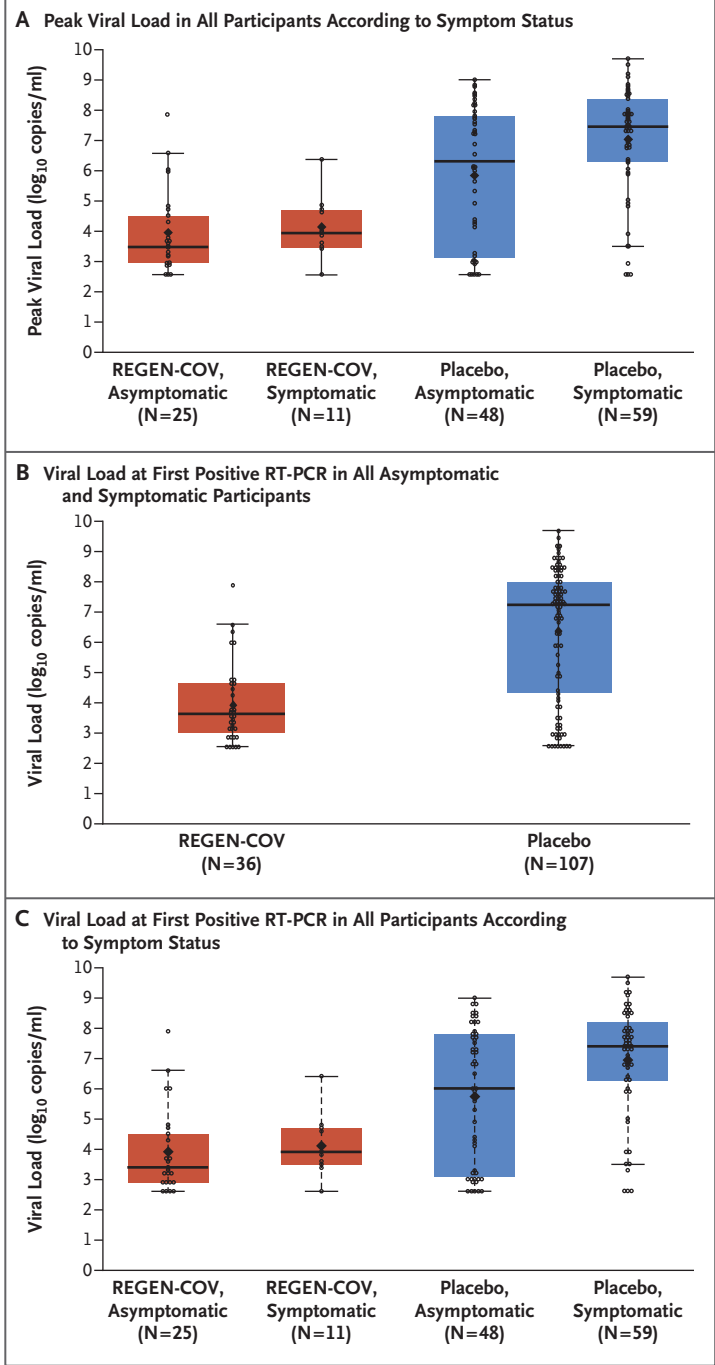 A Peak Viral Load in All Participants According to Symptom Status
Peak Viral Load (log10 copies/ml)
10
9
8
7
6
5
4
3
2
1
0
REGEN-COV,
Asymptomatic
(N=25)
REGEN-COV,
Symptomatic
(N=11)
Placebo,
Asymptomatic
(N=48)
Placebo,
Symptomatic
(N=59)
B Viral Load at First Positive RT-PCR in All Asymptomatic
and Symptomatic Participants
Viral Load (log10 copies/ml)
10
9
8
7
6
5
4
3
2
1
0
REGEN-COV
(N=36)
Placebo
(N=107)
C Viral Load at First Positive RT-PCR in All Participants According
to Symptom Status
Viral Load (log10 copies/ml)
10
9
8
7
6
5
4
3
2
1
0
REGEN-COV,
Asymptomatic
(N=25)
REGEN-COV,
Symptomatic
(N=11)
Placebo,
Asymptomatic
(N=48)
Placebo,
Symptomatic
(N=59)